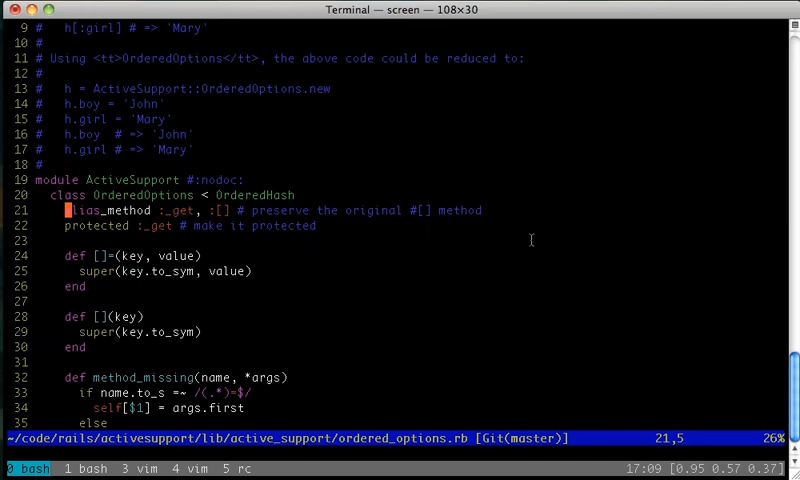 Terminal — screen — 108×30
9 #   h[:girl] # => 'Mary'
10 #
11 # Using <tt>OrderedOptions</tt>, the above code could be reduced to:
12 #
13 #   h = ActiveSupport::OrderedOptions.new
14 #   h.boy = 'John'
15 #   h.girl = 'Mary'
16 #   h.boy  # => 'John'
17 #   h.girl # => 'Mary'
18 #
19 module ActiveSupport #:nodoc:
20   class OrderedOptions < OrderedHash
21     alias_method :_get, :[] # preserve the original #[] method
22     protected :_get # make it protected
23
24     def []=(key, value)
25       super(key.to_sym, value)
26     end
27
28     def [](key)
29       super(key.to_sym)
30     end
31
32     def method_missing(name, *args)
33       if name.to_s =~ /(.*)=$/
34         self[$1] = args.first
35       else
~/code/rails/activesupport/lib/active_support/ordered_options.rb [Git(master)] 21,5 26%
0 bash  1 bash  3 vim  4 vim  5 rc 17:09 [0.95 0.57 0.37]